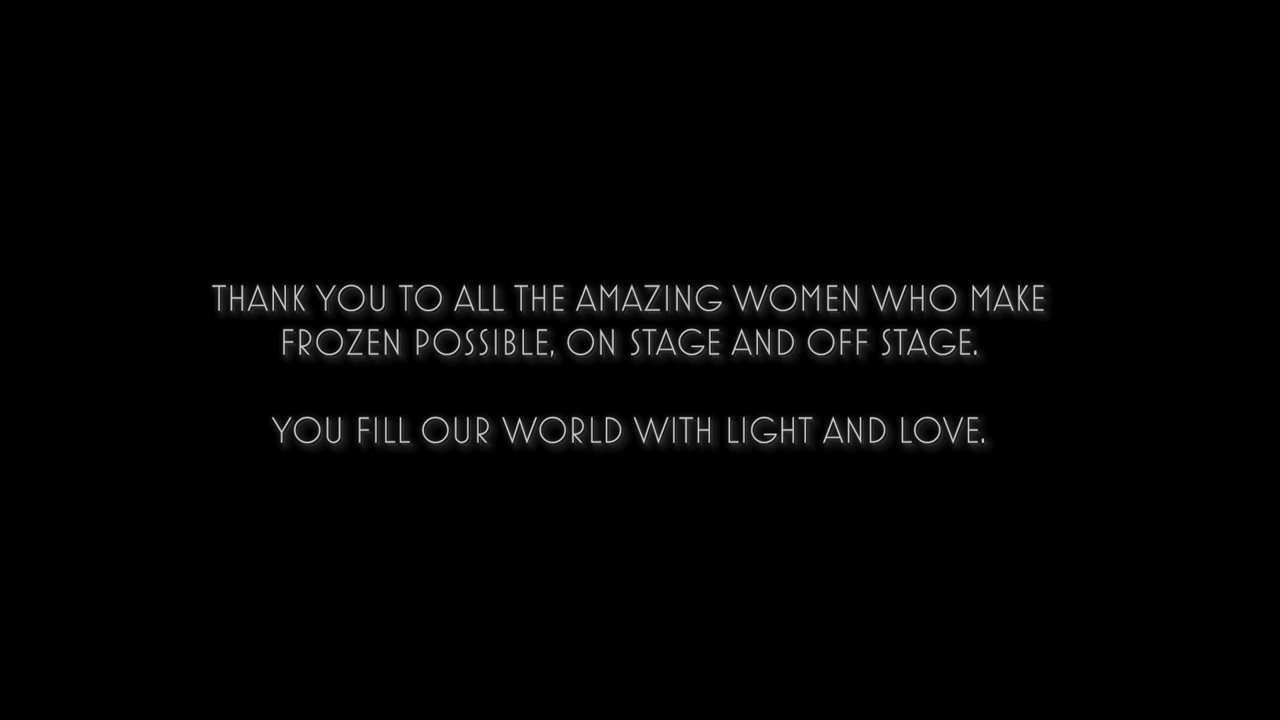 THANK YOU TO ALL THE AMAZING WOMEN WHO MAKE
FROZEN POSSIBLE, ON STAGE AND OFF STAGE.
YOU FILL OUR WORLD WITH LIGHT AND LOVE.